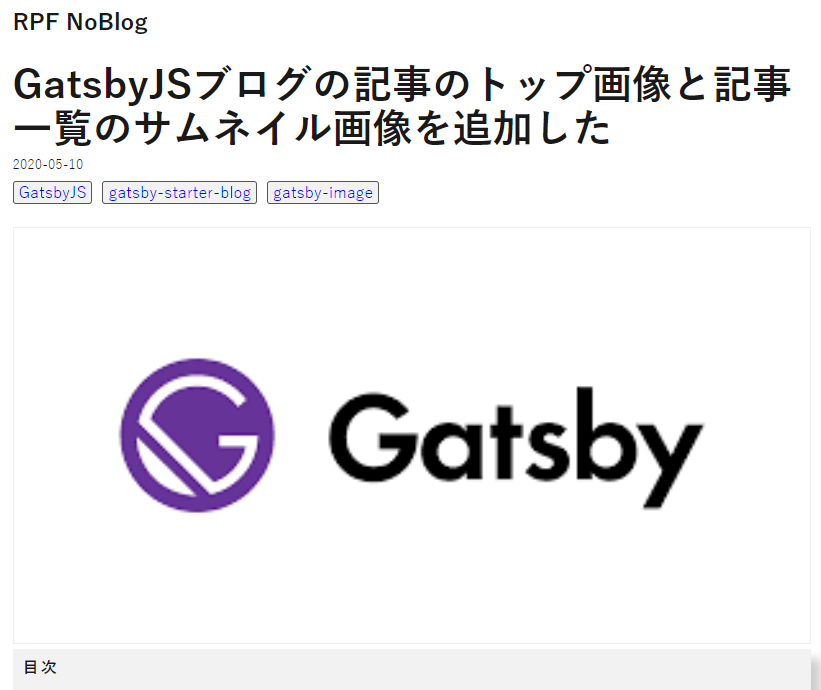 RPF NoBlog
GatsbyJSブログの記事のトップ画像と記事
一覧のサムネイル画像を追加した
2020-05-10
GatsbyJS gatsby-starter-blog gatsby-image
Gatsby
目次